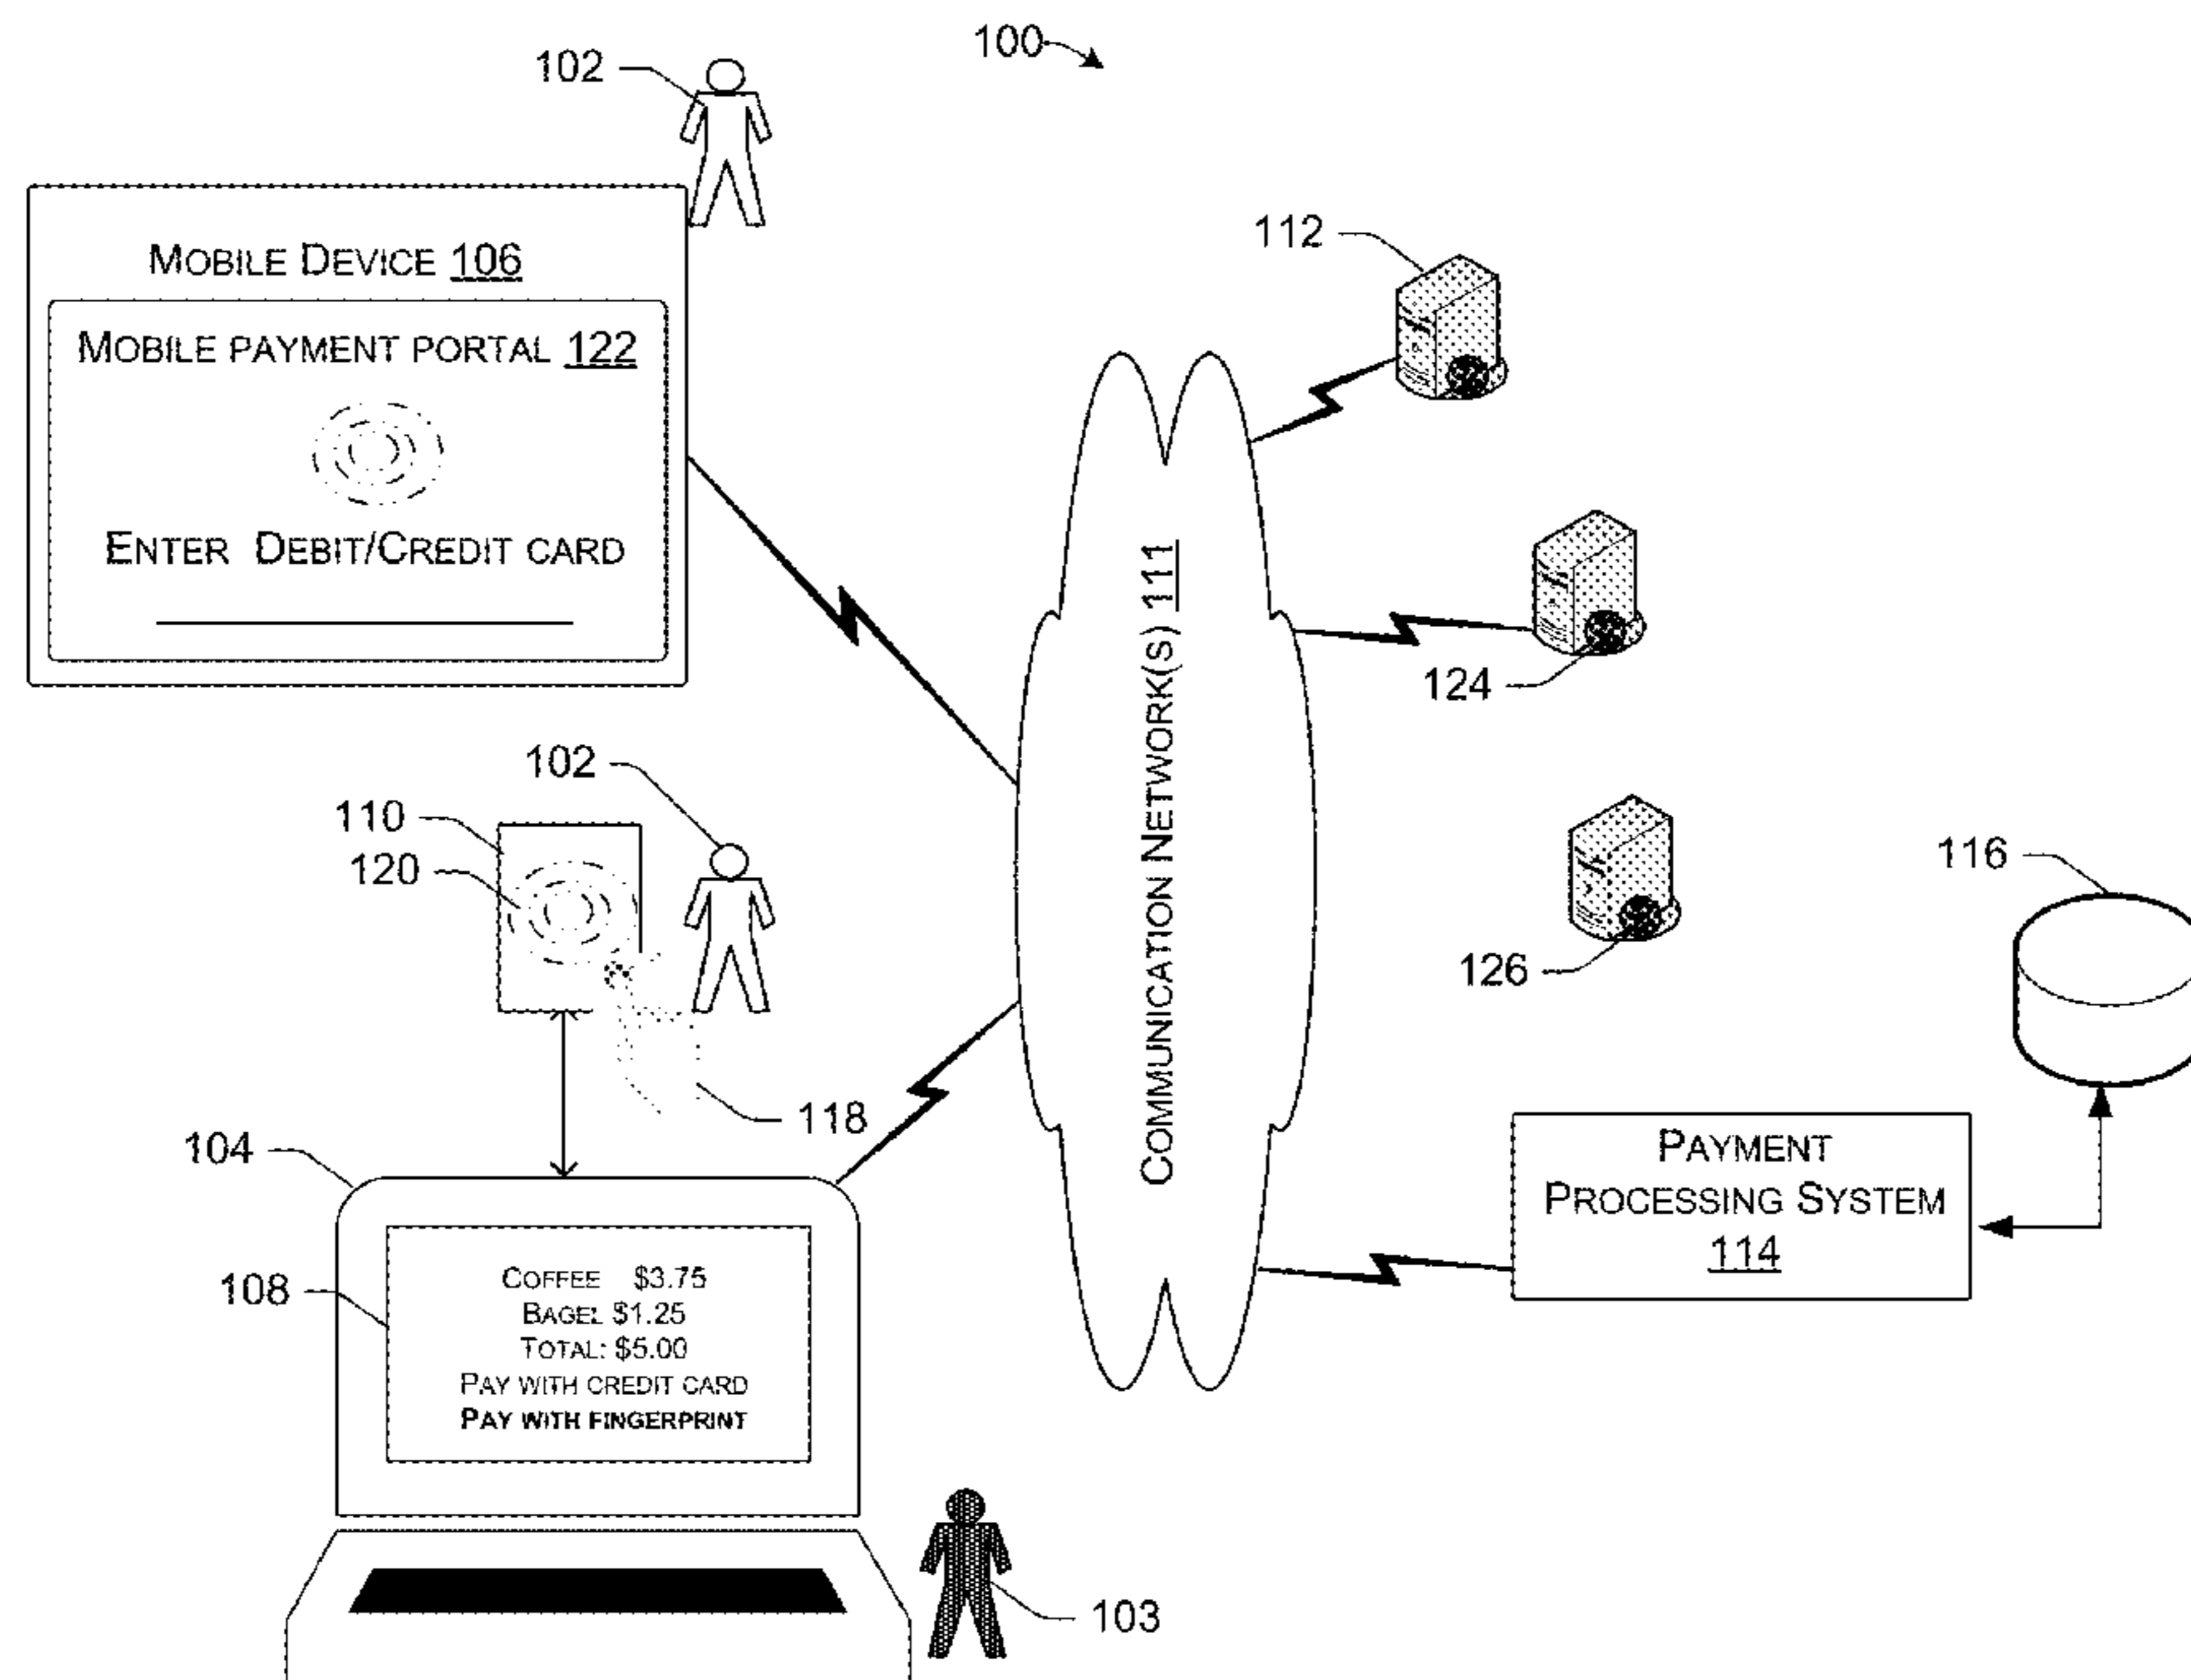 100
102
MOBILE DEVICE 106
112
MOBILE PAYMENT PORTAL 122
ENTER DEBIT/CREDIT CARD
COMMUNICATION NETWORK(S) 111
124
102
110
120
116
126
118
104
PAYMENT
PROCESSING SYSTEM
114
108
COFFEE $3.75
BAGEL $1.25
TOTAL: $5.00
PAY WITH CREDIT CARD
PAY WITH FINGERPRINT
103